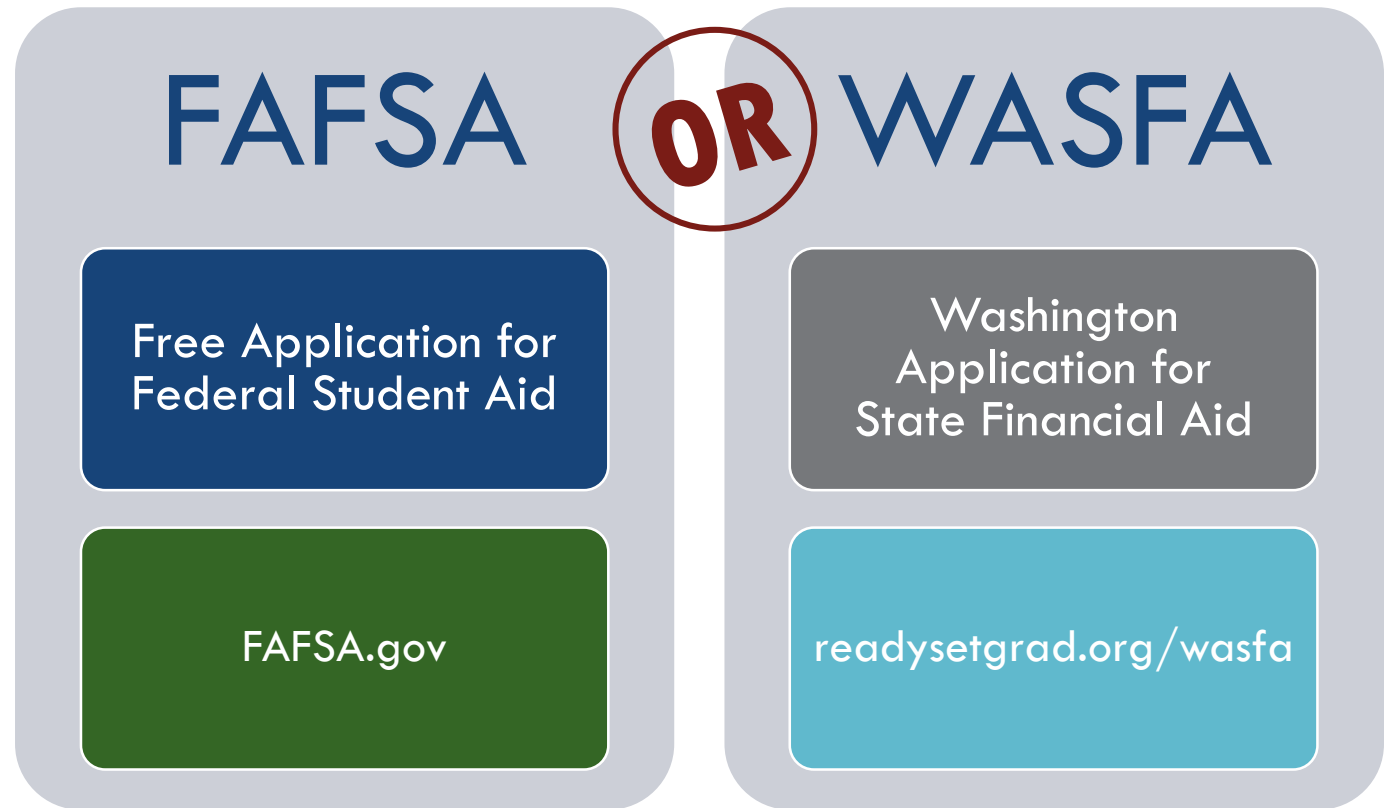 FAFSA
OR
WASFA
Free Application for
Federal Student Aid
Washington
Application for
State Financial Aid
FAFSA.gov
readysetgrad.org/wasfa